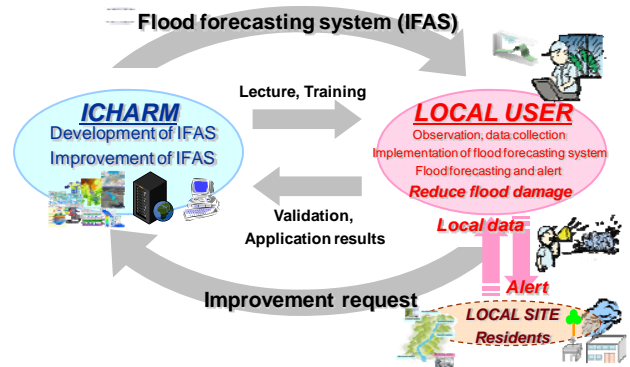 Flood forecasting system (IFAS)
Lecture, Training
ICHARM
Development of IFAS
Improvement of IFAS
LOCAL USER
Observation, data collection
Implementation of flood forecasting system
Flood forecasting and alert
Reduce flood damage
Validation,
Application results
Local data
Alert
Improvement request
LOCAL SITE
Residents